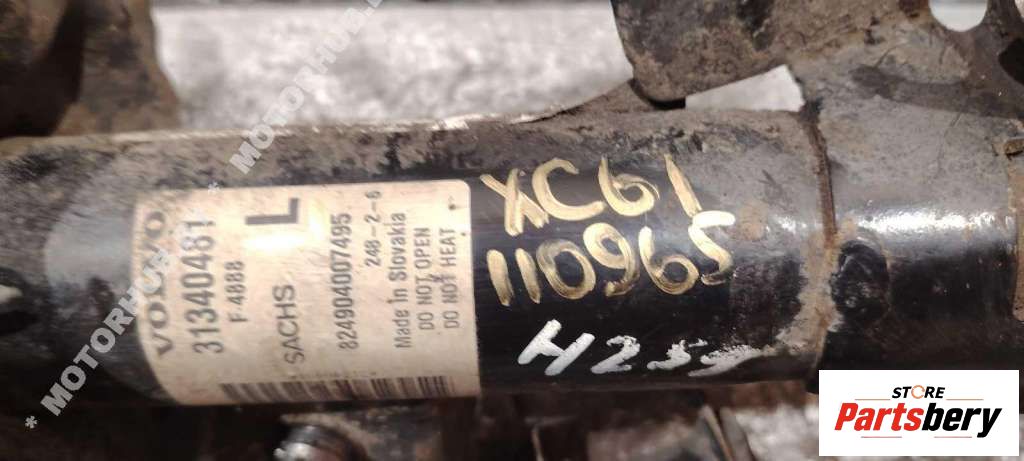 VOLVO
31340481
F-4888
L
SACHS
824904007495
248-2-6
Made in Slovakia
DO NOT OPEN
DO NOT HEAT
XC61
110965
STORE
Partsbery
* MOTORHUB
* MOTORHUB.